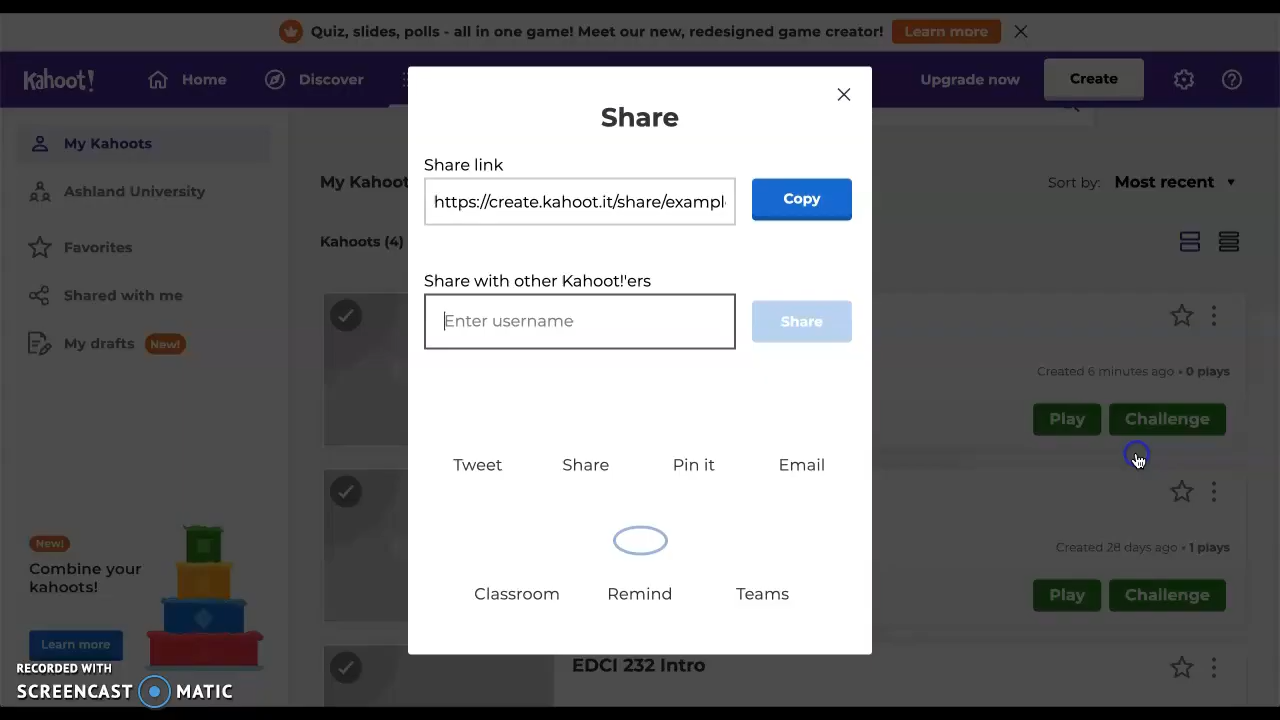 Quiz, slides, polls - all in one game! Meet our new, redesigned game creator! Learn more
Kahoot! Home Discover Upgrade now Create
Share
My Kahoots
Share link
My Kahoot Sort by: Most recent
Ashland University
https://create.kahoot.it/share/exampl Copy
Kahoots (4)
Favorites
Share with other Kahoot!'ers
Shared with me
Enter username Share
My drafts New!
Created 6 minutes ago • 0 plays
Play Challenge
Tweet Share Pin it Email
New!
Created 28 days ago • 1 plays
Combine your
kahoots!
Classroom Remind Teams
Play Challenge
Learn more
EDCI 232 Intro
RECORDED WITH
SCREENCAST MATIC